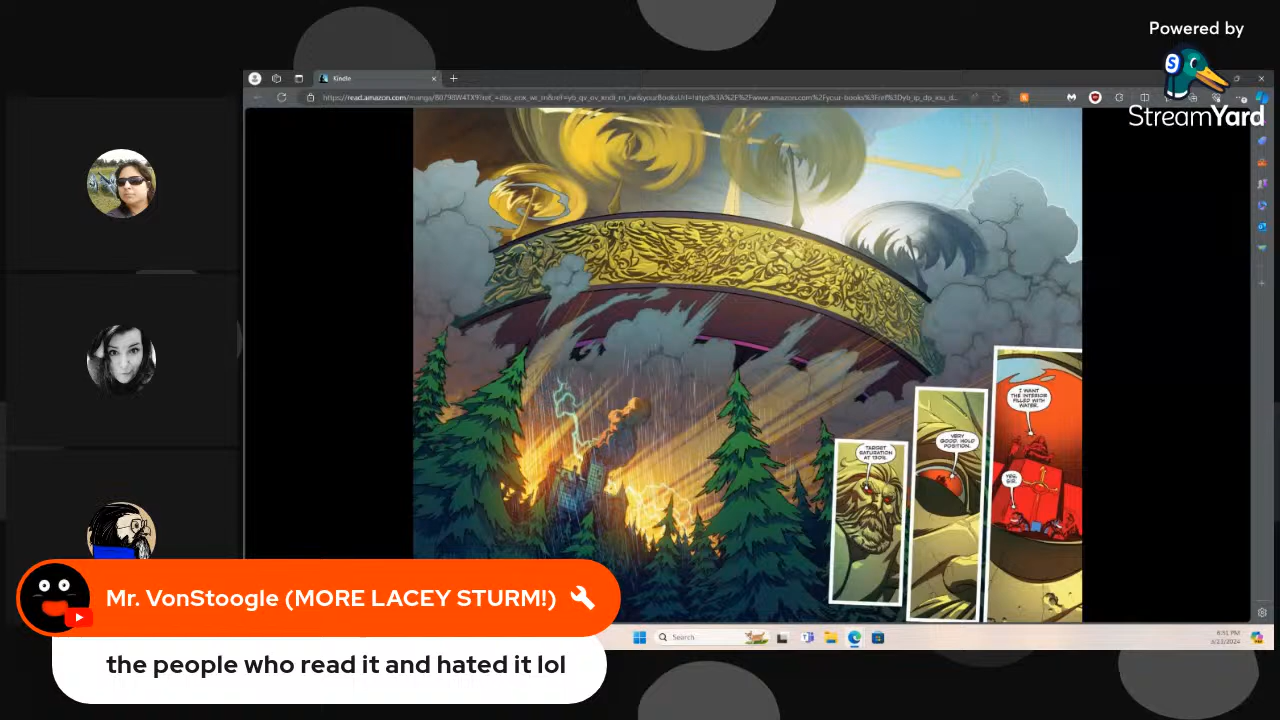 Powered by
StreamYard
Kindle
I WANT
THE INTERIOR
FILLED WITH
WATER.
VERY
GOOD. HOLD
POSITION.
TARGET
SATURATION
AT 130%.
YES,
SIR.
Mr. VonStoogle (MORE LACEY STURM!)
the people who read it and hated it lol
Search